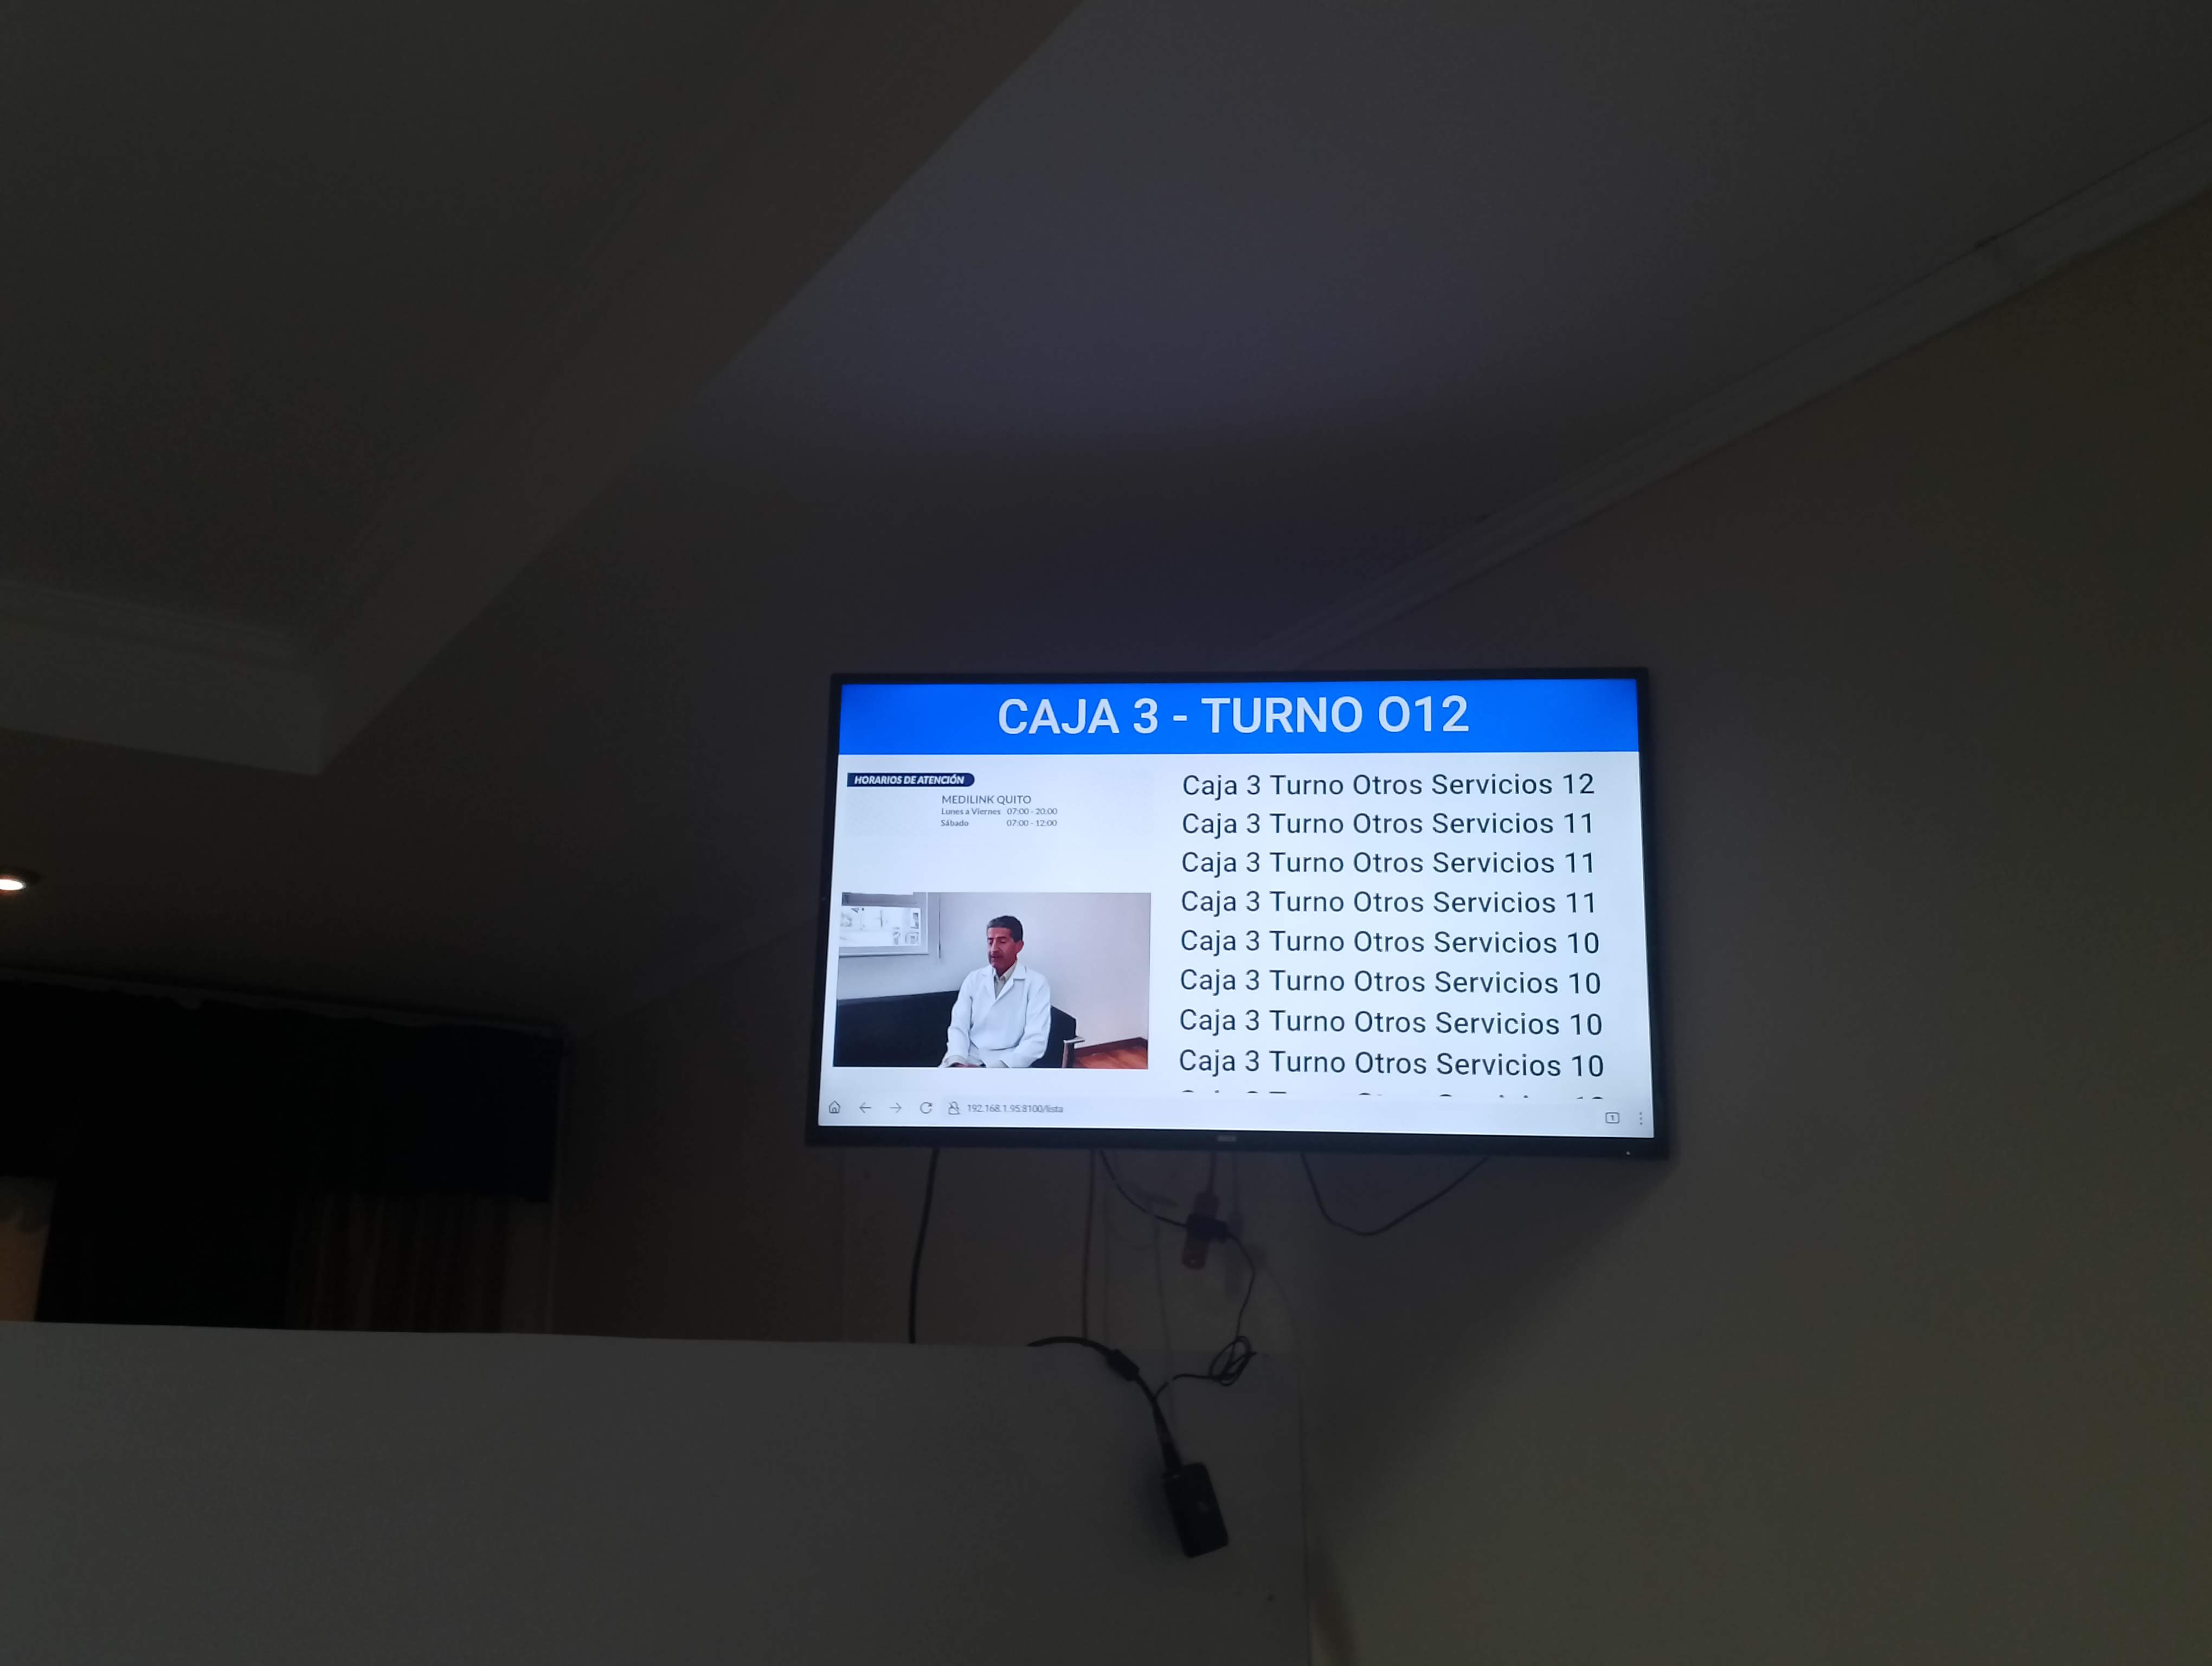 CAJA 3 - TURNO O12
HORARIOS DE ATENCIÓN
MEDILINK QUITO
Lunes a Viernes 07:00 - 20:00
Sábado 07:00 - 12:00
Caja 3 Turno Otros Servicios 12
Caja 3 Turno Otros Servicios 11
Caja 3 Turno Otros Servicios 11
Caja 3 Turno Otros Servicios 11
Caja 3 Turno Otros Servicios 10
Caja 3 Turno Otros Servicios 10
Caja 3 Turno Otros Servicios 10
Caja 3 Turno Otros Servicios 10
192.168.1.95:8100/lista
1